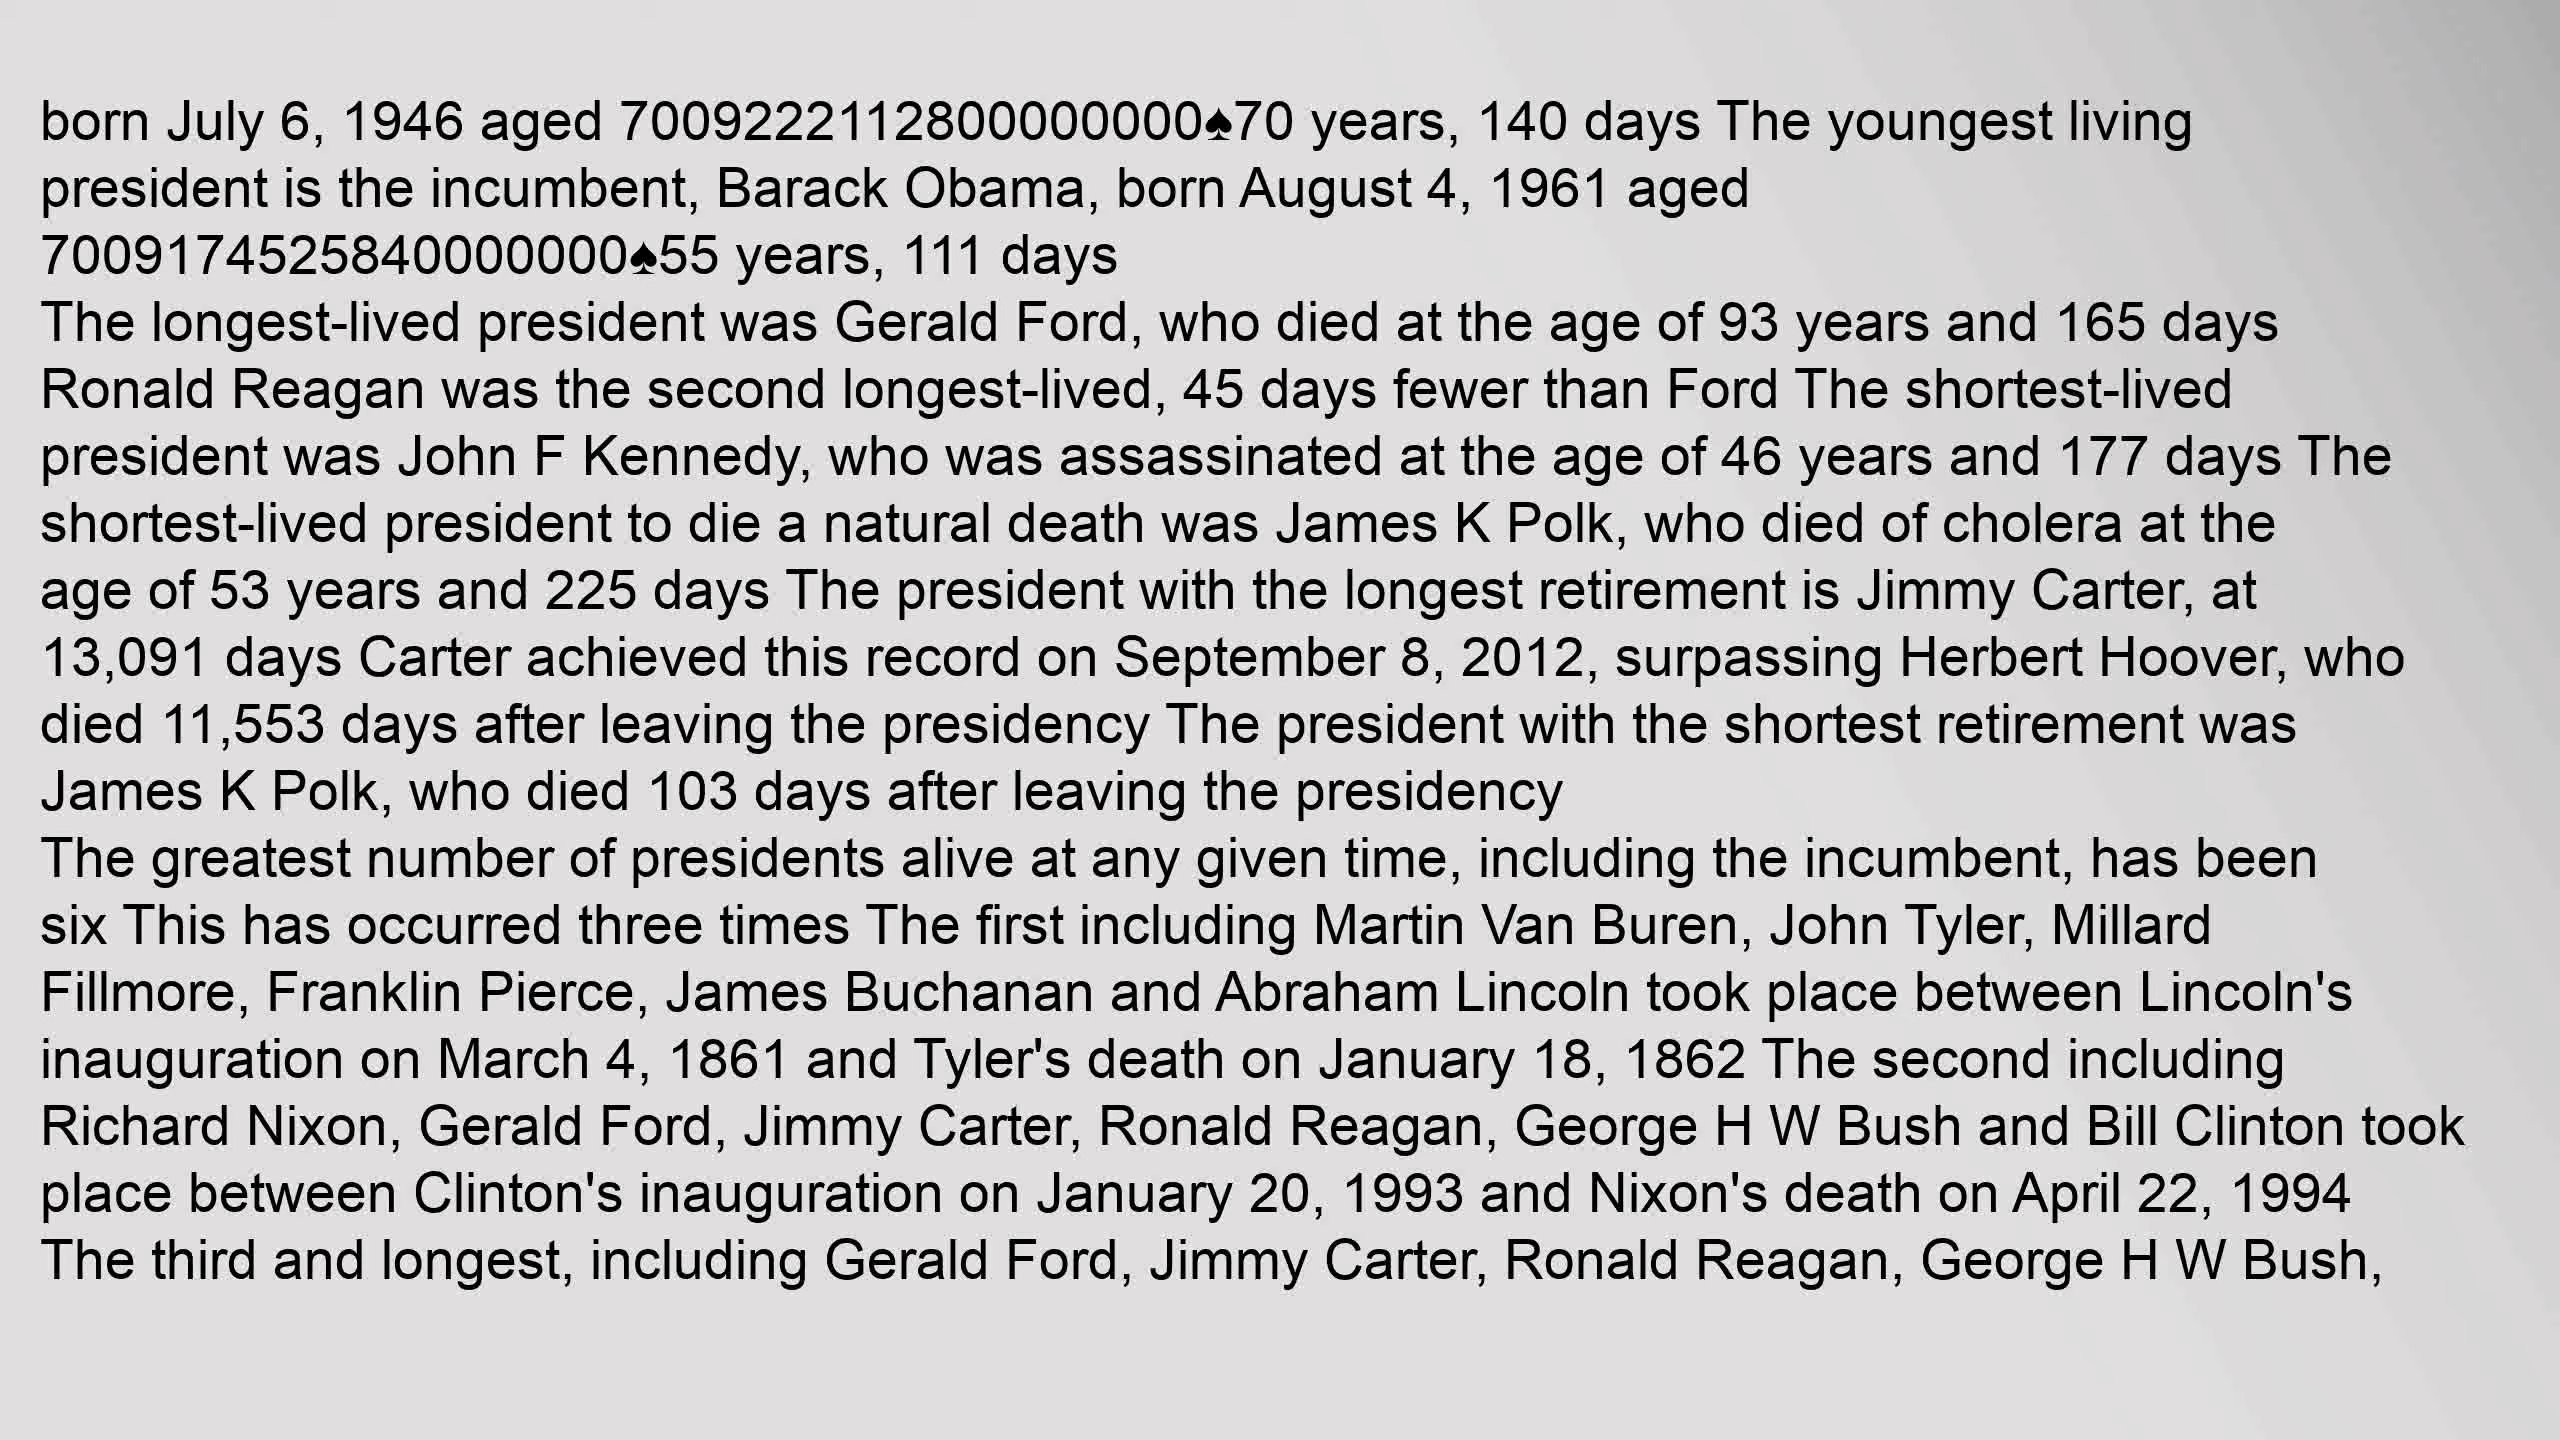 born July 6, 1946 aged 7009222112800000000♠70 years, 140 days The youngest living
president is the incumbent, Barack Obama, born August 4, 1961 aged
7009174525840000000♠55 years, 111 days
The longest-lived president was Gerald Ford, who died at the age of 93 years and 165 days
Ronald Reagan was the second longest-lived, 45 days fewer than Ford The shortest-lived
president was John F Kennedy, who was assassinated at the age of 46 years and 177 days The
shortest-lived president to die a natural death was James K Polk, who died of cholera at the
age of 53 years and 225 days The president with the longest retirement is Jimmy Carter, at
13,091 days Carter achieved this record on September 8, 2012, surpassing Herbert Hoover, who
died 11,553 days after leaving the presidency The president with the shortest retirement was
James K Polk, who died 103 days after leaving the presidency
The greatest number of presidents alive at any given time, including the incumbent, has been
six This has occurred three times The first including Martin Van Buren, John Tyler, Millard
Fillmore, Franklin Pierce, James Buchanan and Abraham Lincoln took place between Lincoln's
inauguration on March 4, 1861 and Tyler's death on January 18, 1862 The second including
Richard Nixon, Gerald Ford, Jimmy Carter, Ronald Reagan, George H W Bush and Bill Clinton took
place between Clinton's inauguration on January 20, 1993 and Nixon's death on April 22, 1994
The third and longest, including Gerald Ford, Jimmy Carter, Ronald Reagan, George H W Bush,